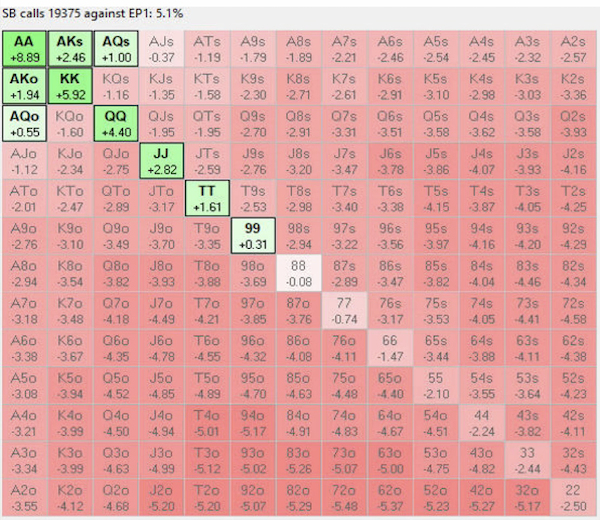 SB calls 19375 against EP1: 5.1%
AA AKs AQs AJs ATs A9s A8s A7s A6s A5s A4s A3s A2s
+8.89 +2.46 +1.00 -0.37 -1.19 -1.79 -1.89 -2.21 -2.46 -2.54 -2.45 -2.32 -2.57
AKo KK KQs KJs KTs K9s K8s K7s K6s K5s K4s K3s K2s
+1.94 +5.92 -1.16 -1.35 -1.58 -2.30 -2.71 -2.61 -2.91 -3.10 -2.98 -3.03 -3.36
AQo KQo QQ QJs QTs Q9s Q8s Q7s Q6s Q5s Q4s Q3s Q2s
+0.55 -1.60 +4.40 -1.95 -1.95 -2.70 -2.91 -3.31 -3.51 -3.58 -3.62 -3.58 -3.93
AJo KJo QJo JJ JTs J9s J8s J7s J6s J5s J4s J3s J2s
-1.12 -2.34 -2.75 +2.82 -2.59 -2.76 -3.20 -3.47 -3.78 -3.86 -4.07 -3.93 -4.16
ATo KTo QTo JTo TT T9s T8s T7s T6s T5s T4s T3s T2s
-2.01 -2.47 -2.89 -3.17 +1.61 -2.53 -2.98 -3.40 -3.38 -4.15 -3.87 -4.05 -4.25
A9o K9o Q9o J9o T9o 99 98s 97s 96s 95s 94s 93s 92s
-2.76 -3.10 -3.49 -3.70 -3.35 +0.31 -2.94 -3.22 -3.56 -3.97 -4.16 -4.20 -4.29
A8o K8o Q8o J8o T8o 98o 88 87s 86s 85s 84s 83s 82s
-2.94 -3.54 -3.82 -3.93 -3.88 -3.69 -0.08 -2.89 -3.47 -3.82 -4.04 -4.46 -4.34
A7o K7o Q7o J7o T7o 97o 87o 77 76s 75s 74s 73s 72s
-3.18 -3.48 -4.18 -4.49 -4.21 -3.85 -3.76 -0.74 -3.17 -3.53 -4.05 -4.41 -4.58
A6o K6o Q6o J6o T6o 96o 86o 76o 66 65s 64s 63s 62s
-3.38 -3.67 -4.35 -4.78 -4.55 -4.32 -4.08 -4.11 -1.47 -3.44 -3.88 -4.11 -4.38
A5o K5o Q5o J5o T5o 95o 85o 75o 65o 55 54s 53s 52s
-3.08 -3.94 -4.52 -4.85 -4.89 -4.70 -4.63 -4.48 -4.40 -2.10 -3.55 -3.64 -4.23
A4o K4o Q4o J4o T4o 94o 84o 74o 64o 54o 44 43s 42s
-3.21 -3.99 -4.50 -4.94 -5.01 -5.17 -4.91 -4.83 -4.67 -4.51 -2.24 -3.82 -4.11
A3o K3o Q3o J3o T3o 93o 83o 73o 63o 53o 43o 33 32s
-3.34 -3.99 -4.63 -4.99 -5.12 -5.02 -5.26 -5.07 -5.00 -4.75 -4.82 -2.44 -4.43
A2o K2o Q2o J2o T2o 92o 82o 72o 62o 52o 42o 32o 22
-3.55 -4.12 -4.68 -5.20 -5.20 -5.07 -5.29 -5.48 -5.37 -5.23 -5.27 -5.17 -2.50